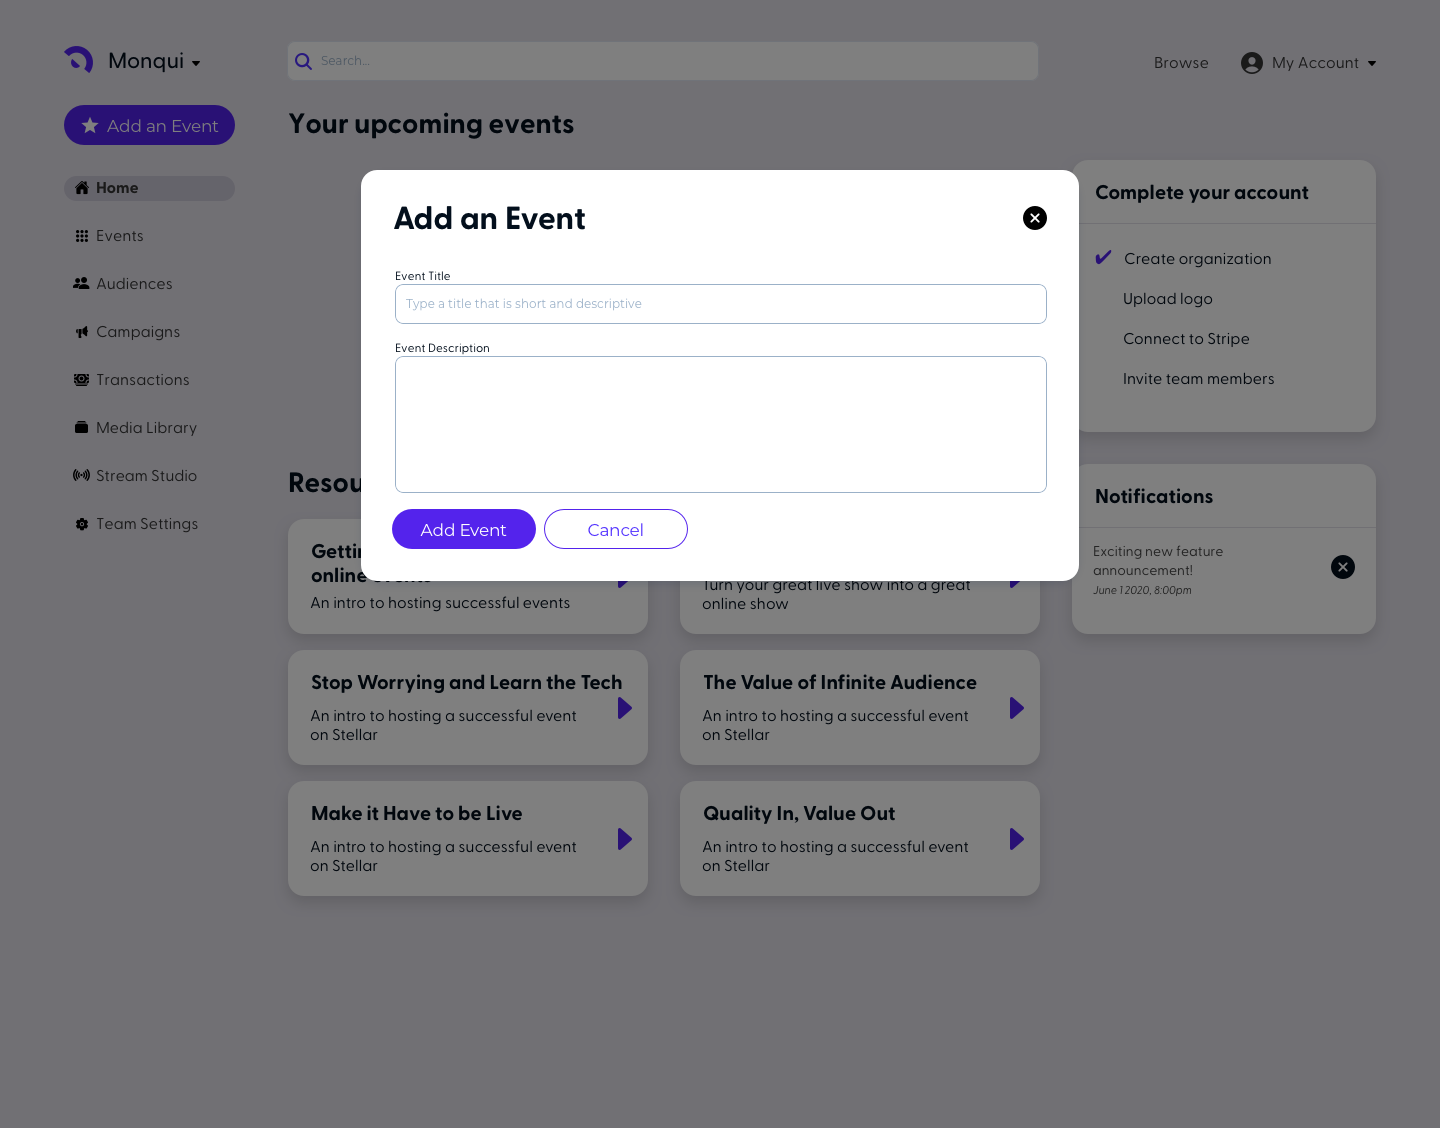 Monqui
Search...
Browse
My Account
Add an Event
Your upcoming events
Home
Events
Audiences
Campaigns
Transactions
Media Library
Stream Studio
Team Settings
Add an Event
Event Title
Type a title that is short and descriptive
Event Description
Add Event
Cancel
Complete your account
Create organization
Upload logo
Connect to Stripe
Invite team members
Notifications
Exciting new feature
announcement!
June 1 2020, 8:00pm
online
An intro to hosting successful events
Turn your great live show into a great
online show
Stop Worrying and Learn the Tech
An intro to hosting a successful event
on Stellar
The Value of Infinite Audience
An intro to hosting a successful event
on Stellar
Make it Have to be Live
An intro to hosting a successful event
on Stellar
Quality In, Value Out
An intro to hosting a successful event
on Stellar